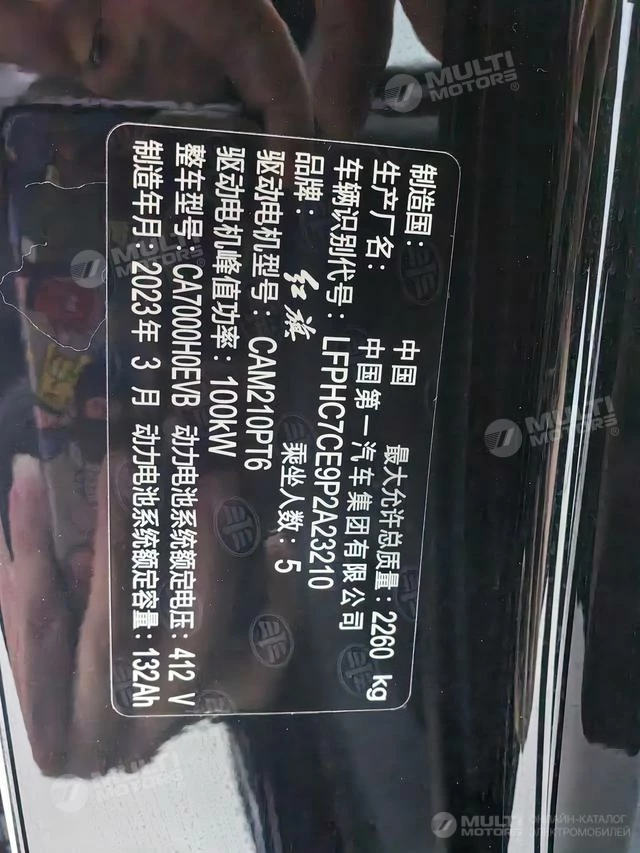 制造国： 中国 最大允许总质量：2260 kg
生产厂名： 中国第一汽车集团有限公司
车辆识别代号：LFPHC7CE9P2A23210
品牌： 红旗 乘坐人数：5
驱动电机型号：CAM210PT6
驱动电机峰值功率：100kW
整车型号：CA7000H0EVB 动力电池系统额定电压：412 V
制造年月：2023年 3 月 动力电池系统额定容量：132Ah
MULTI MOTORS®
MULTI MOTORS®
MULTI MOTORS®
MULTI MOTORS
MULTI MOTORS ОНЛАЙН-КАТАЛОГ ЭЛЕКТРОМОБИЛЕЙ